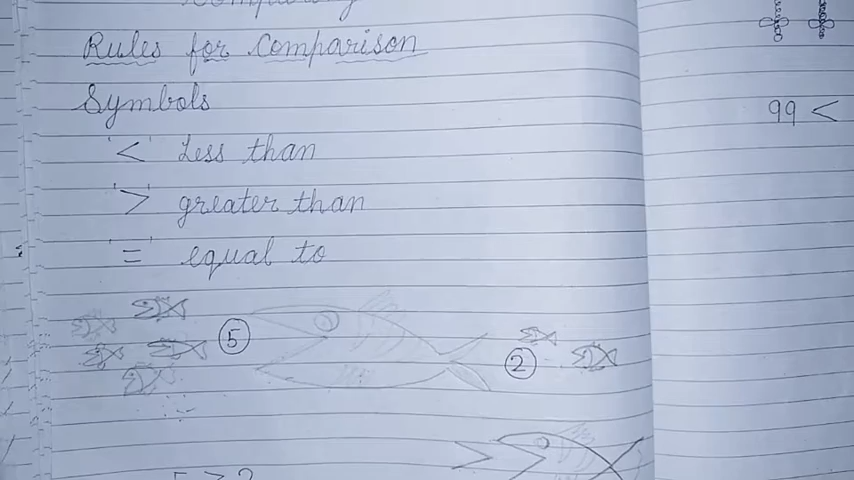 Rules for Comparison
Symbols
'<' Less than
'>' greater than
'=' equal to
5 2
99 <